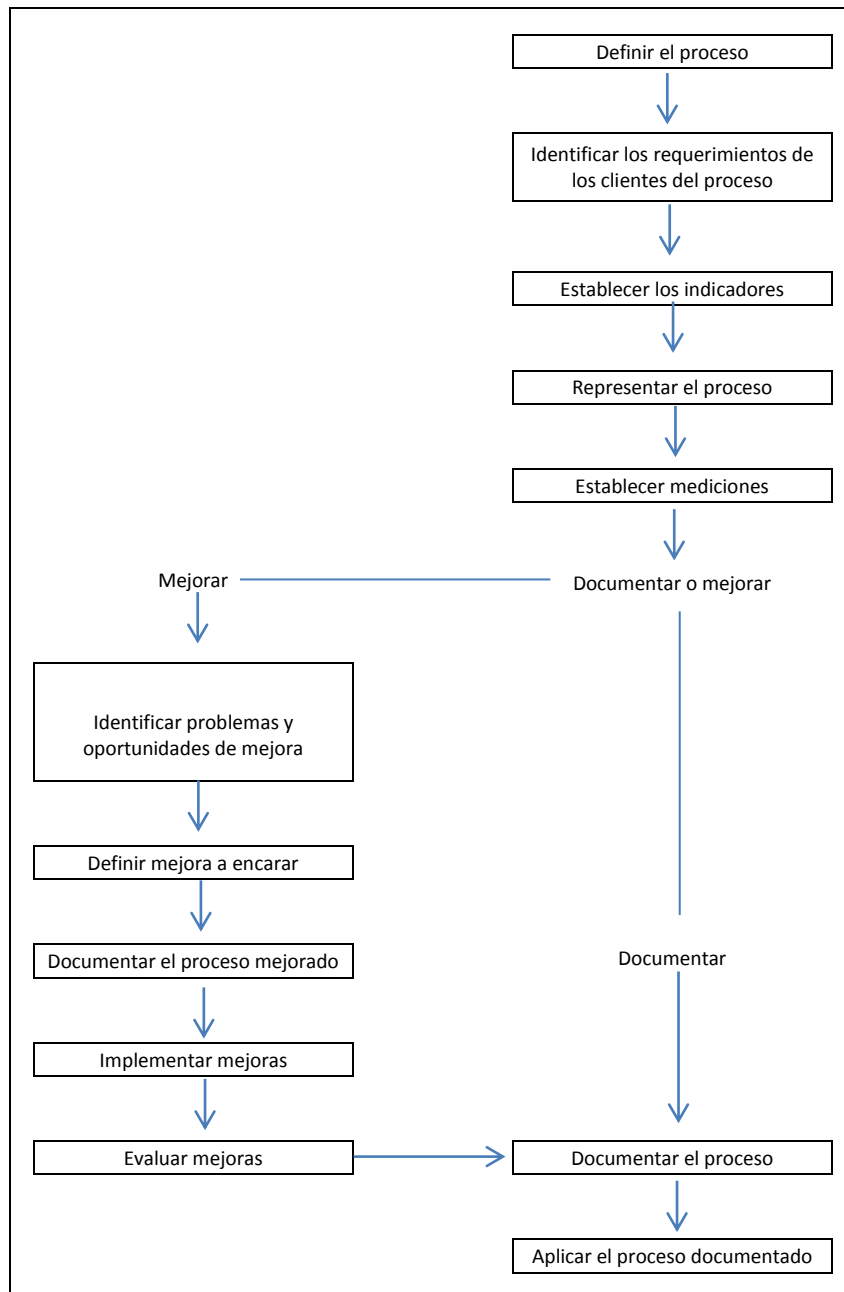 Definir el proceso
Identificar los requerimientos de
los clientes del proceso
Establecer los indicadores
Representar el proceso
Establecer mediciones
Documentar o mejorar
Mejorar
Identificar problemas y
oportunidades de mejora
Definir mejora a encarar
Documentar el proceso mejorado
Implementar mejoras
Evaluar mejoras
Documentar
Documentar el proceso
Aplicar el proceso documentado